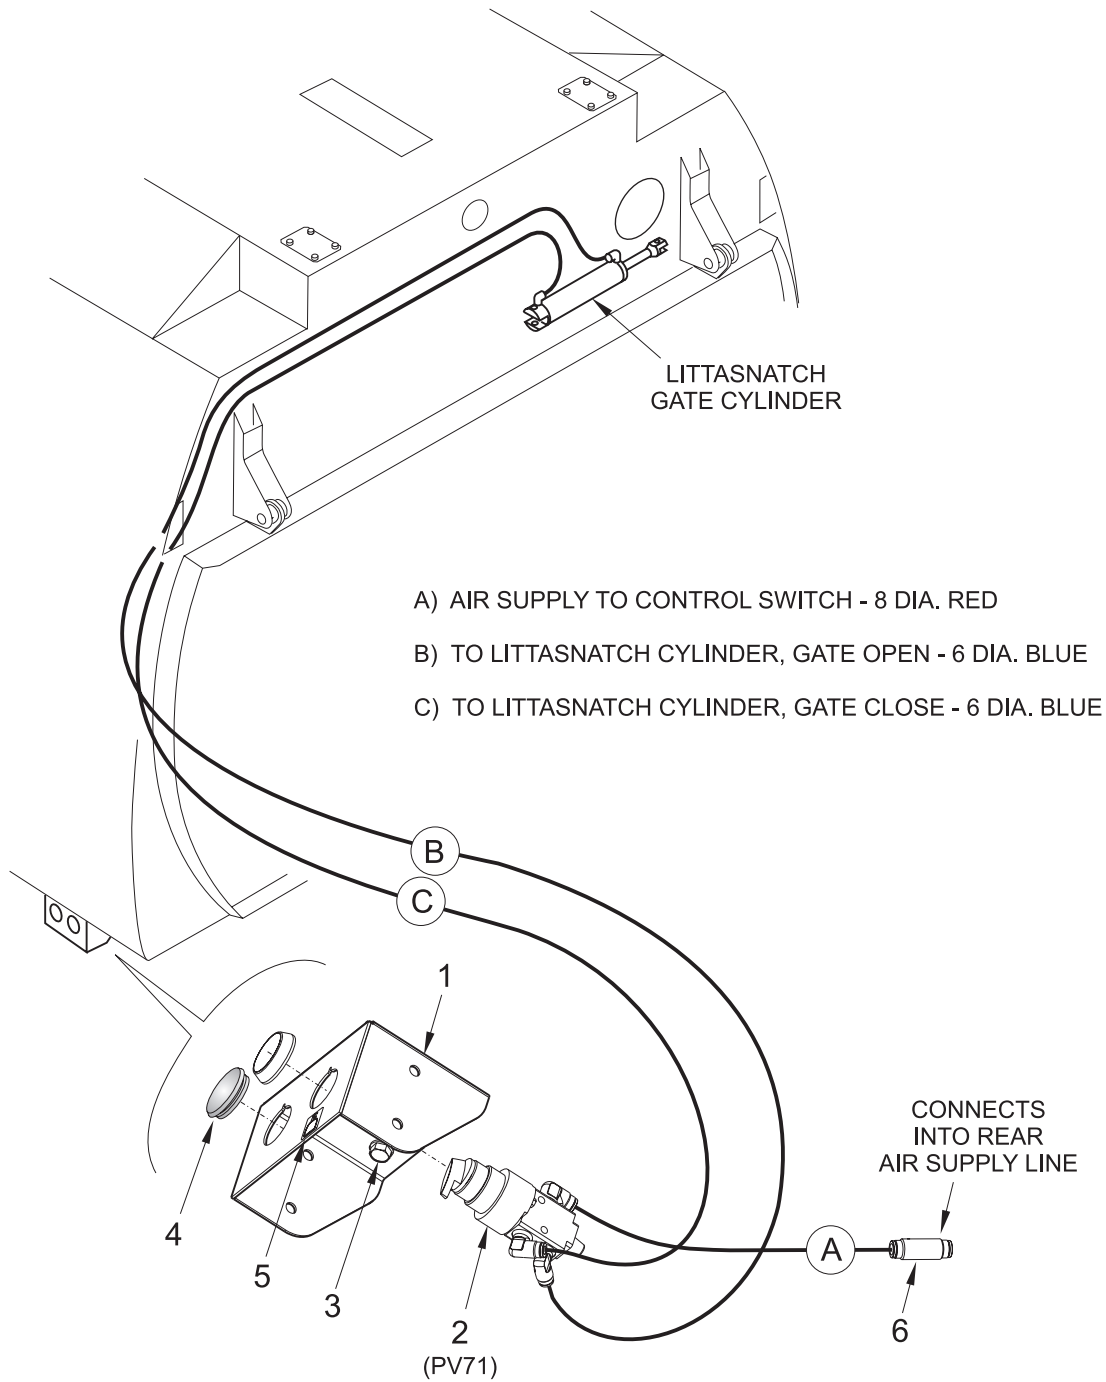 LITTASNATCH
GATE CYLINDER
A) AIR SUPPLY TO CONTROL SWITCH - 8 DIA. RED
B) TO LITTASNATCH CYLINDER, GATE OPEN - 6 DIA. BLUE
C) TO LITTASNATCH CYLINDER, GATE CLOSE - 6 DIA. BLUE
B
C
1
CONNECTS
INTO REAR
AIR SUPPLY LINE
4
5
3
2
(PV71)
A
6